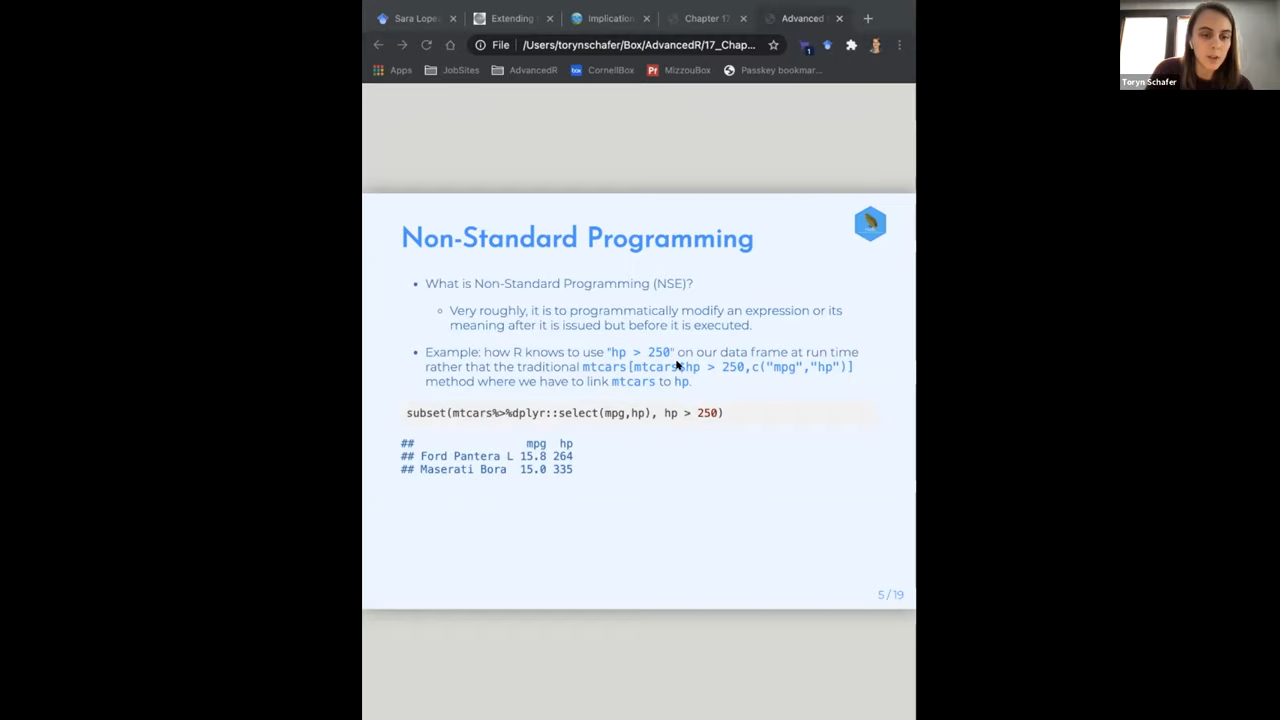 Sara Lope
Extending
Implication
Chapter 17
Advanced
File
/Users/torynschafer/Box/AdvancedR/17_Chap...
1
Apps
JobSites
AdvancedR
box
CornellBox
MizzouBox
Passkey bookmar...
Toryn Schafer
Non-Standard Programming
What is Non-Standard Programming (NSE)?
Very roughly, it is to programmatically modify an expression or its
meaning after it is issued but before it is executed.
Example: how R knows to use "hp > 250" on our data frame at run time
rather that the traditional mtcars[mtcars$hp > 250,c("mpg","hp")]
method where we have to link mtcars to hp.
subset(mtcars%>%dplyr::select(mpg,hp), hp > 250)
## mpg hp
## Ford Pantera L 15.8 264
## Maserati Bora 15.0 335
5 / 19